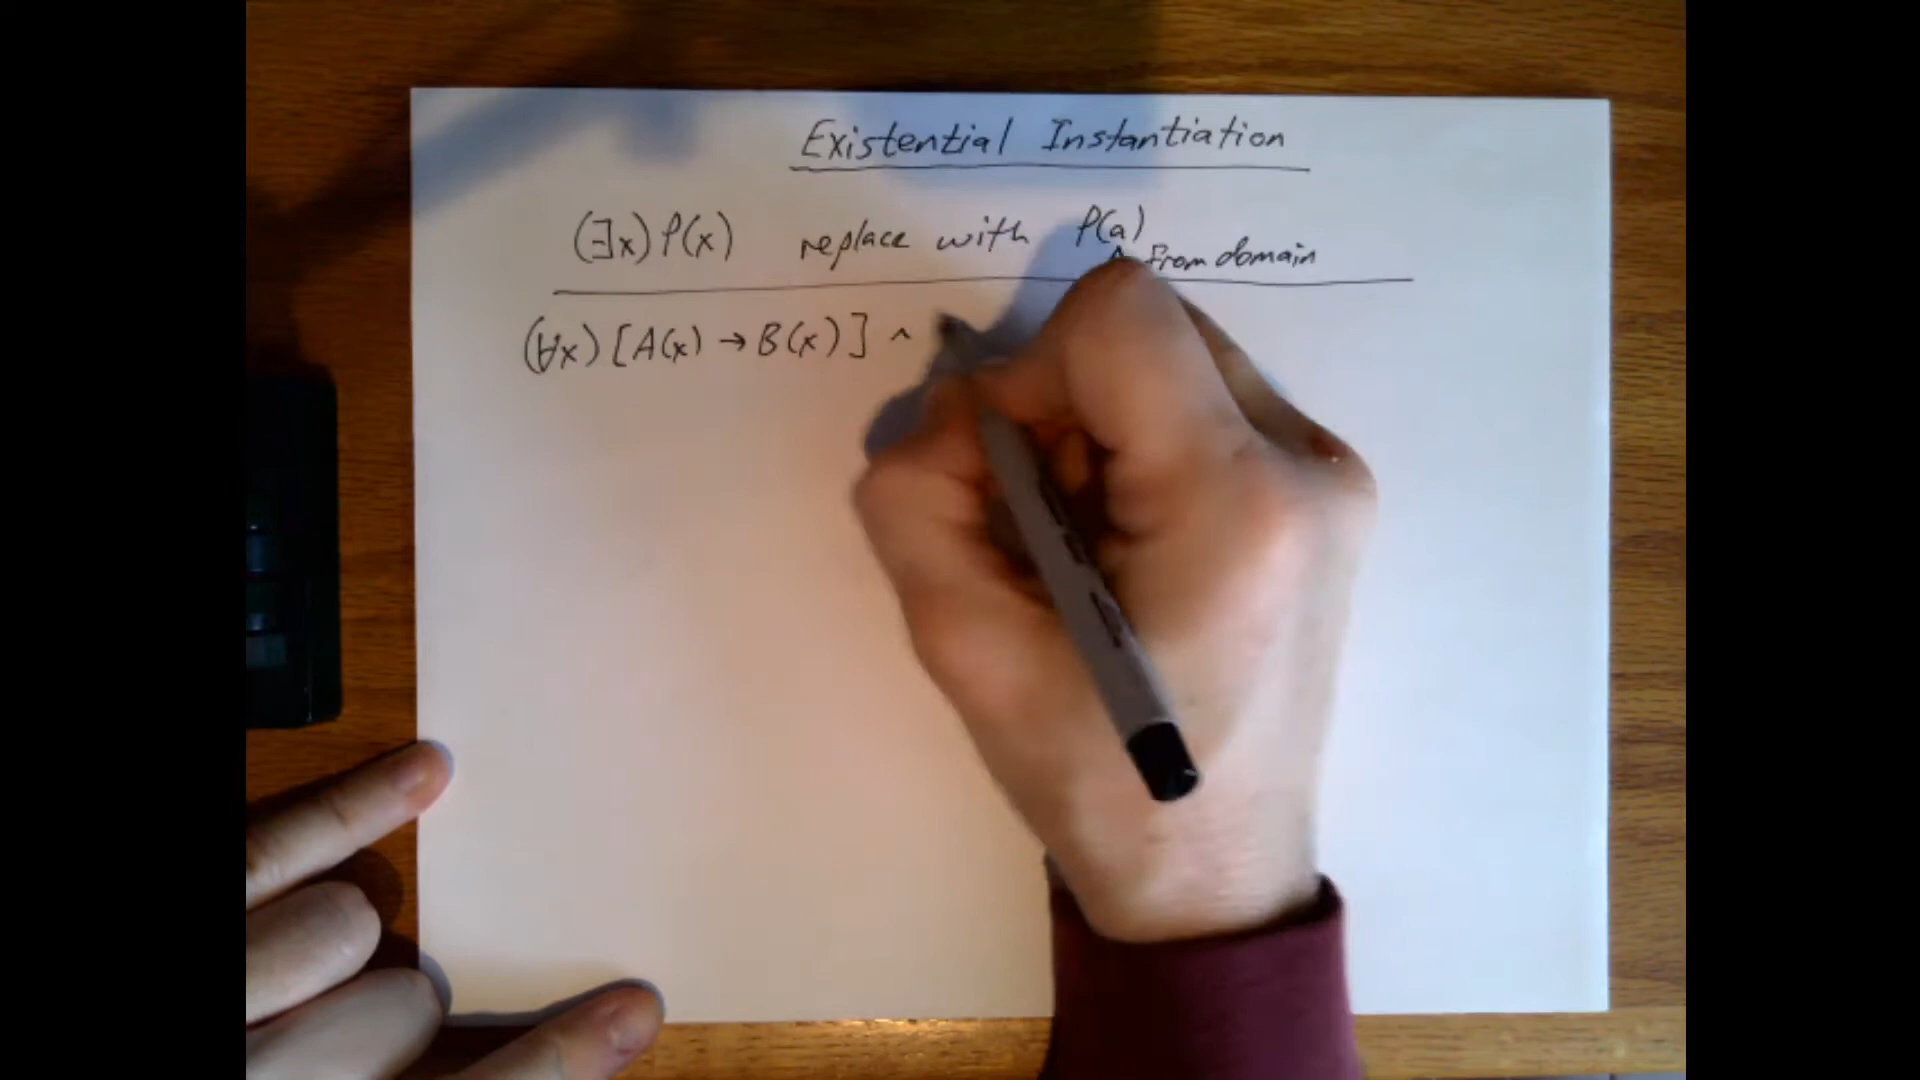 Existential Instantiation
(∃x)P(x) replace with P(a)
^ from domain
(∀x)[A(x) → B(x)] ^